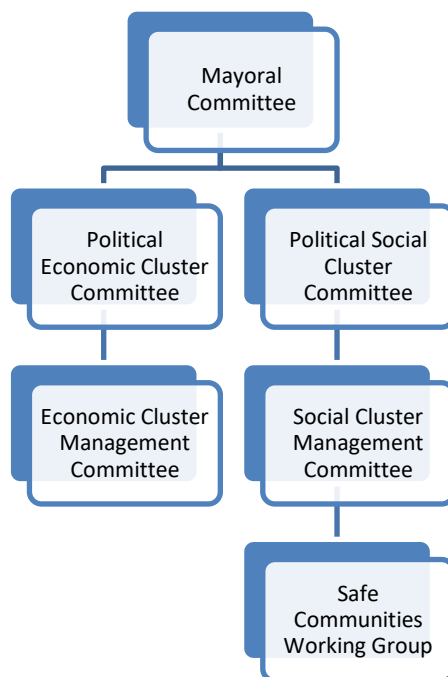 Mayoral
Committee
Political
Economic Cluster
Committee
Political Social
Cluster
Committee
Economic Cluster
Management
Committee
Social Cluster
Management
Committee
Safe
Communities
Working Group